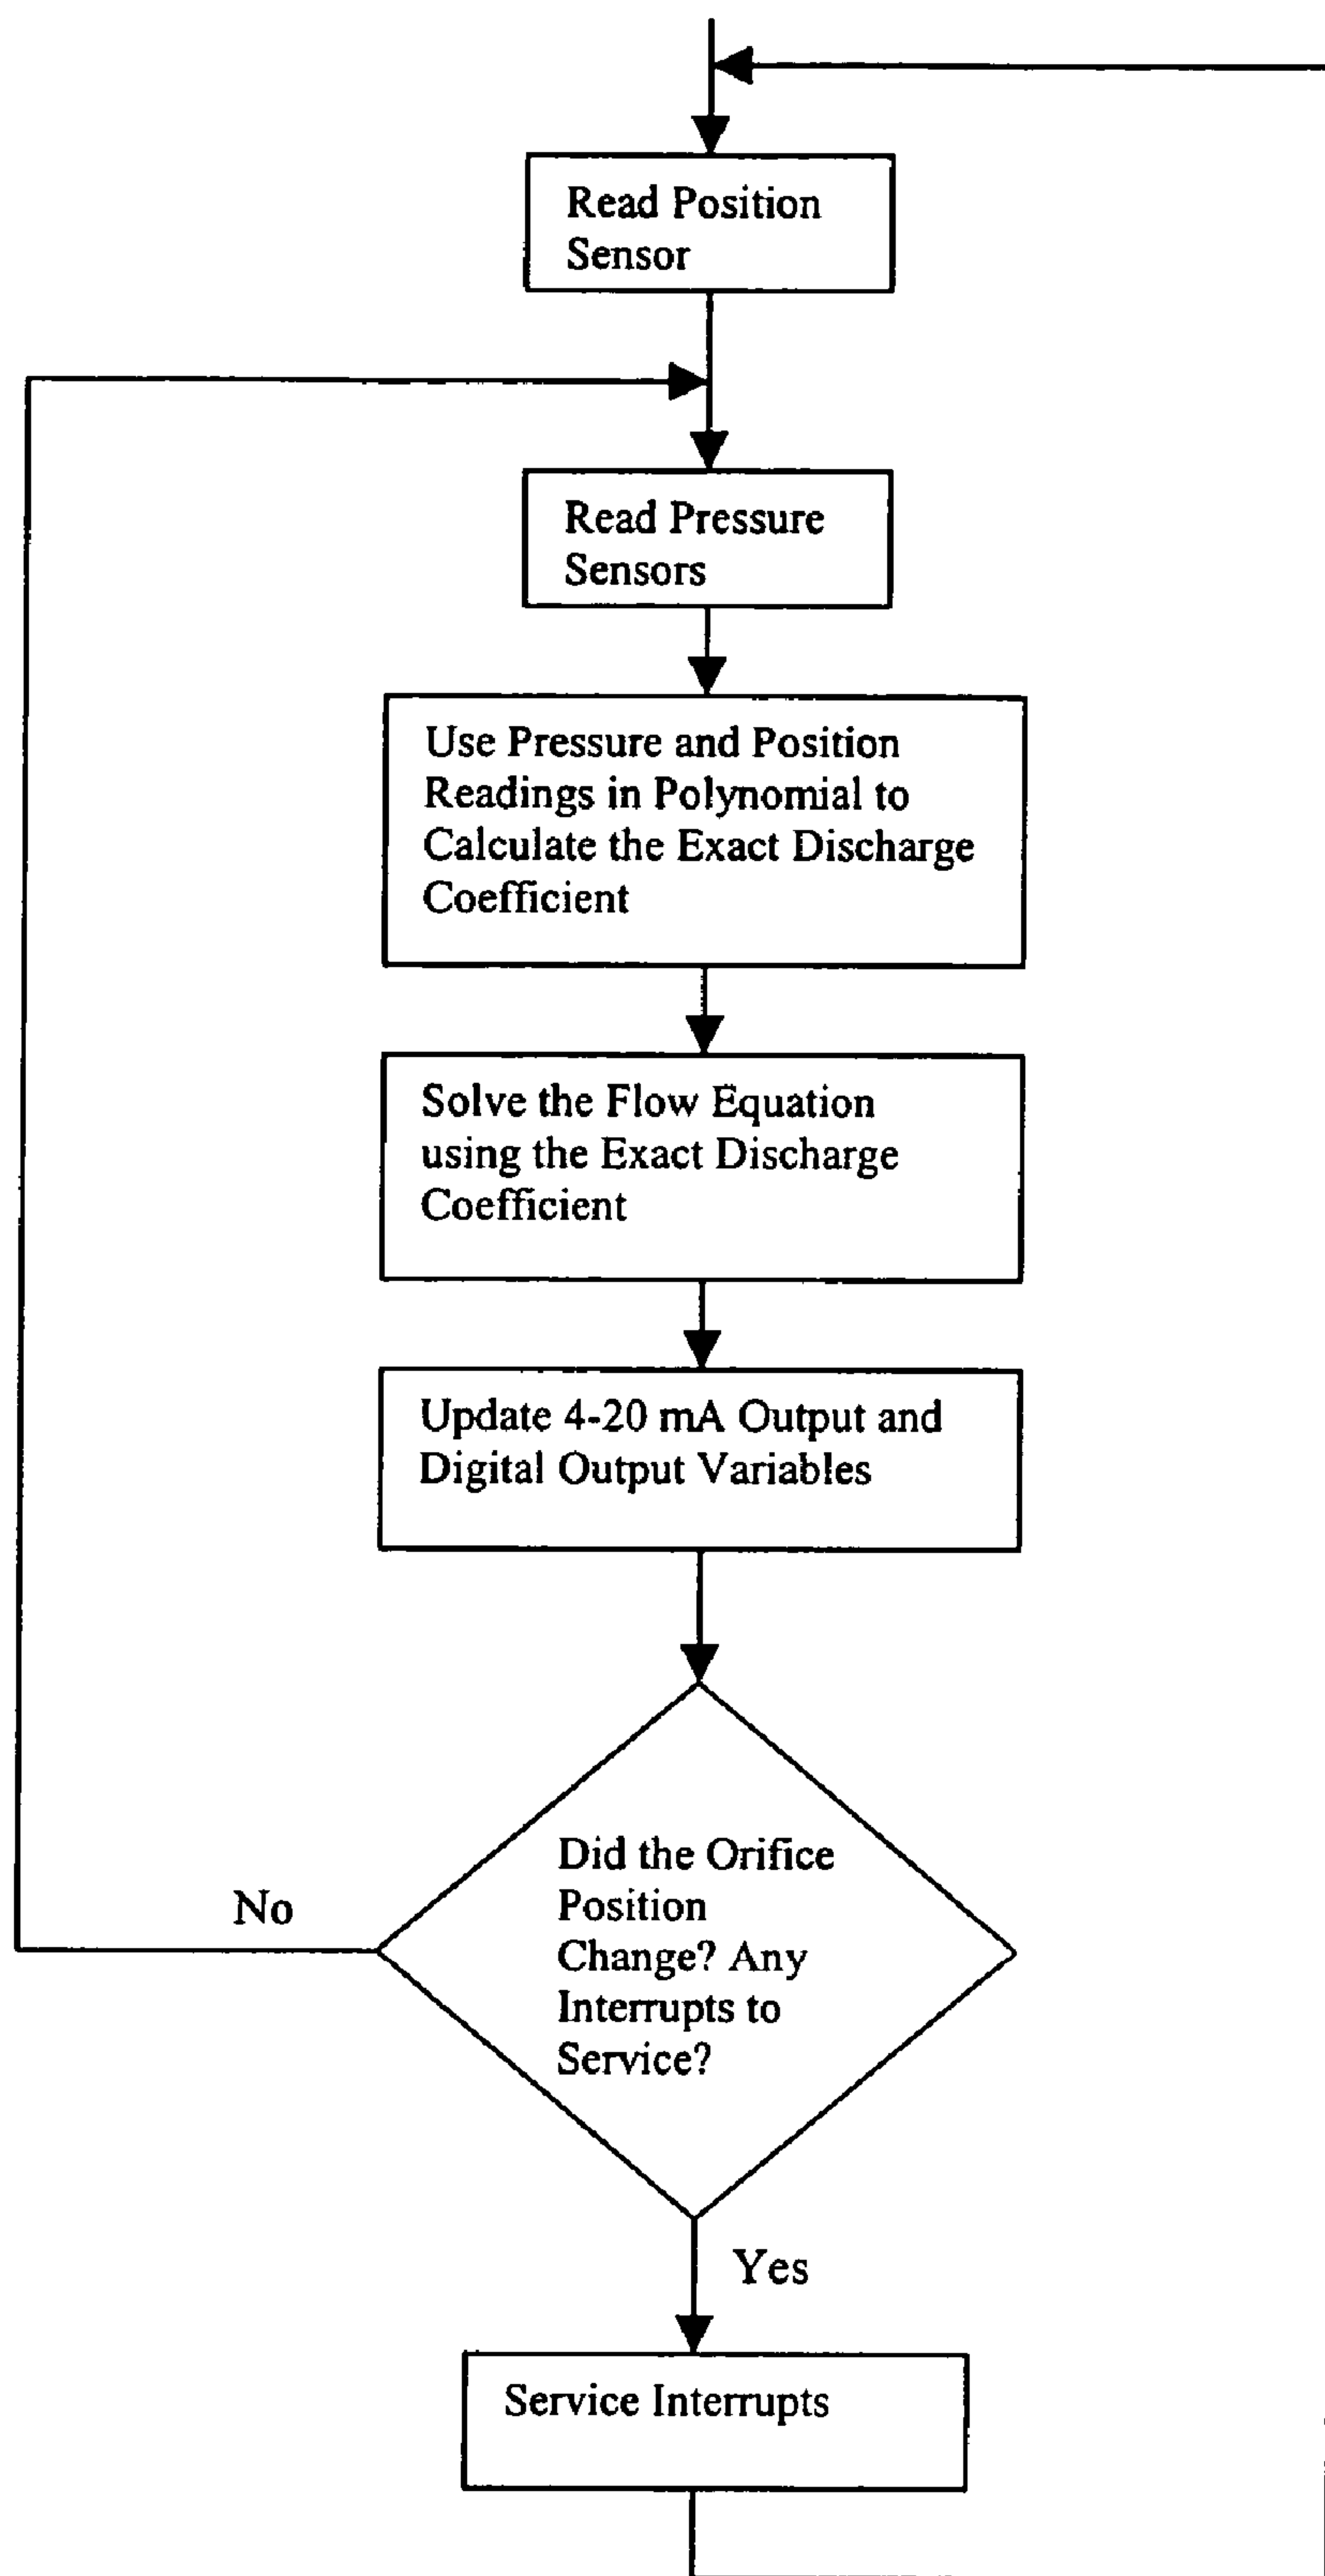 Read Position
Sensor
Read Pressure
Sensors
Use Pressure and Position
Readings in Polynomial to
Calculate the Exact Discharge
Coefficient
Solve the Flow Equation
using the Exact Discharge
Coefficient
Update 4-20 mA Output and
Digital Output Variables
Did the Orifice
Position
Change? Any
Interrupts to
Service?
No
Yes
Service Interrupts